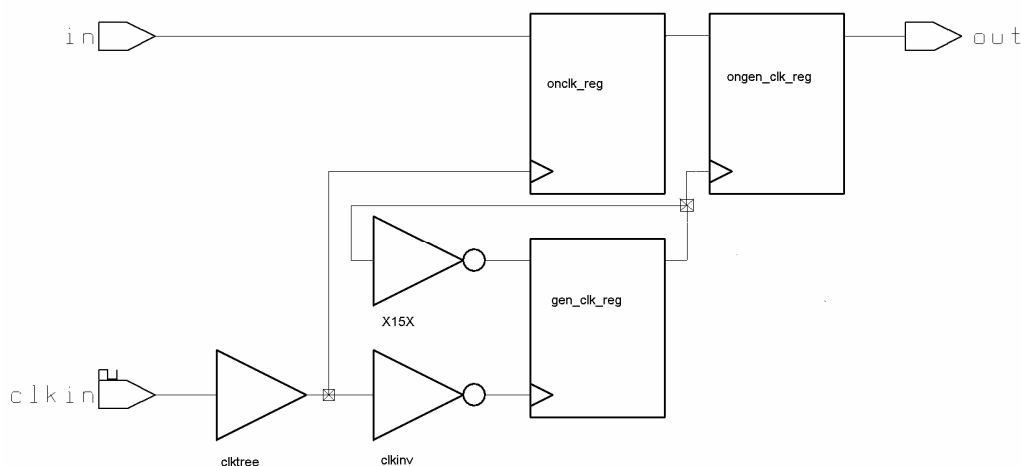 in
onclk_reg
ongen_clk_reg
out
gen_clk_reg
X15X
clkin
clktree
clkinv